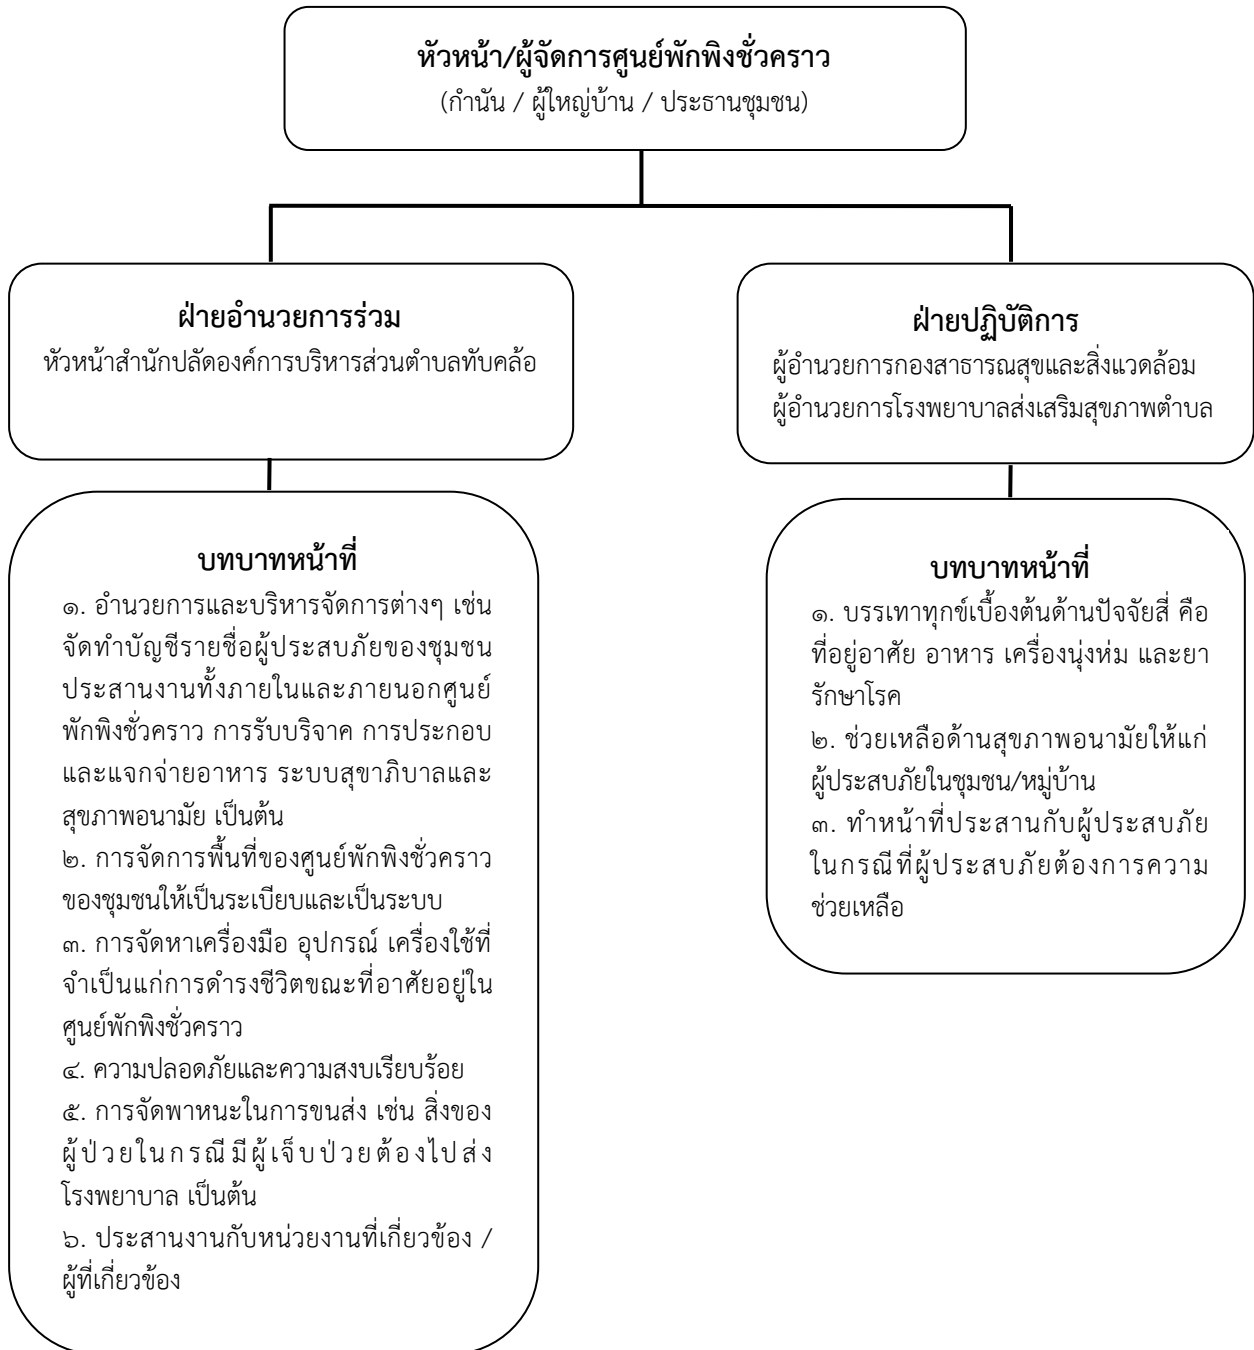 หัวหน้า/ผู้จัดการศูนย์พักพิงชั่วคราว
(กำนัน / ผู้ใหญ่บ้าน / ประธานชุมชน)
ฝ่ายอำนวยการร่วม
หัวหน้าสำนักปลัดองค์การบริหารส่วนตำบลทับคล้อ
ฝ่ายปฏิบัติการ
ผู้อำนวยการกองสาธารณสุขและสิ่งแวดล้อม
ผู้อำนวยการโรงพยาบาลส่งเสริมสุขภาพตำบล
บทบาทหน้าที่
๑. อำนวยการและบริหารจัดการต่างๆ เช่น
จัดทำบัญชีรายชื่อผู้ประสบภัยของชุมชน
ประสานงานทั้งภายในและภายนอกศูนย์
พักพิงชั่วคราว การรับบริจาค การประกอบ
และแจกจ่ายอาหาร ระบบสุขาภิบาลและ
สุขภาพอนามัย เป็นต้น
๒. การจัดการพื้นที่ของศูนย์พักพิงชั่วคราว
ของชุมชนให้เป็นระเบียบและเป็นระบบ
๓. การจัดหาเครื่องมือ อุปกรณ์ เครื่องใช้ที่
จำเป็นแก่การดำรงชีวิตขณะที่อาศัยอยู่ใน
ศูนย์พักพิงชั่วคราว
๔. ความปลอดภัยและความสงบเรียบร้อย
๕. การจัดพาหนะในการขนส่ง เช่น สิ่งของ
ผู้ป่วยในกรณีมีผู้เจ็บป่วยต้องไปส่ง
โรงพยาบาล เป็นต้น
๖. ประสานงานกับหน่วยงานที่เกี่ยวข้อง /
ผู้ที่เกี่ยวข้อง
บทบาทหน้าที่
๑. บรรเทาทุกข์เบื้องต้นด้านปัจจัยสี่ คือ
ที่อยู่อาศัย อาหาร เครื่องนุ่งห่ม และยา
รักษาโรค
๒. ช่วยเหลือด้านสุขภาพอนามัยให้แก่
ผู้ประสบภัยในชุมชน/หมู่บ้าน
๓. ทำหน้าที่ประสานกับผู้ประสบภัย
ในกรณีที่ผู้ประสบภัยต้องการความ
ช่วยเหลือ